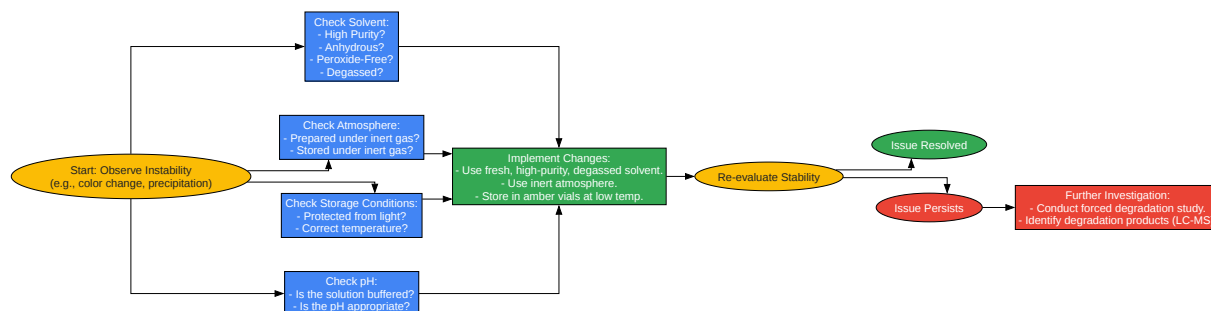 Check Solvent:
- High Purity?
- Anhydrous?
- Peroxide-Free?
- Degassed?
Check Atmosphere:
- Prepared under inert gas?
- Stored under inert gas?
Start: Observe Instability
(e.g., color change, precipitation)
Check Storage Conditions:
- Protected from light?
- Correct temperature?
Check pH:
- Is the solution buffered?
- Is the pH appropriate?
Implement Changes:
- Use fresh, high-purity, degassed solvent.
- Use inert atmosphere.
- Store in amber vials at low temp.
Re-evaluate Stability
Issue Resolved
Issue Persists
Further Investigation:
- Conduct forced degradation study.
- Identify degradation products (LC-MS